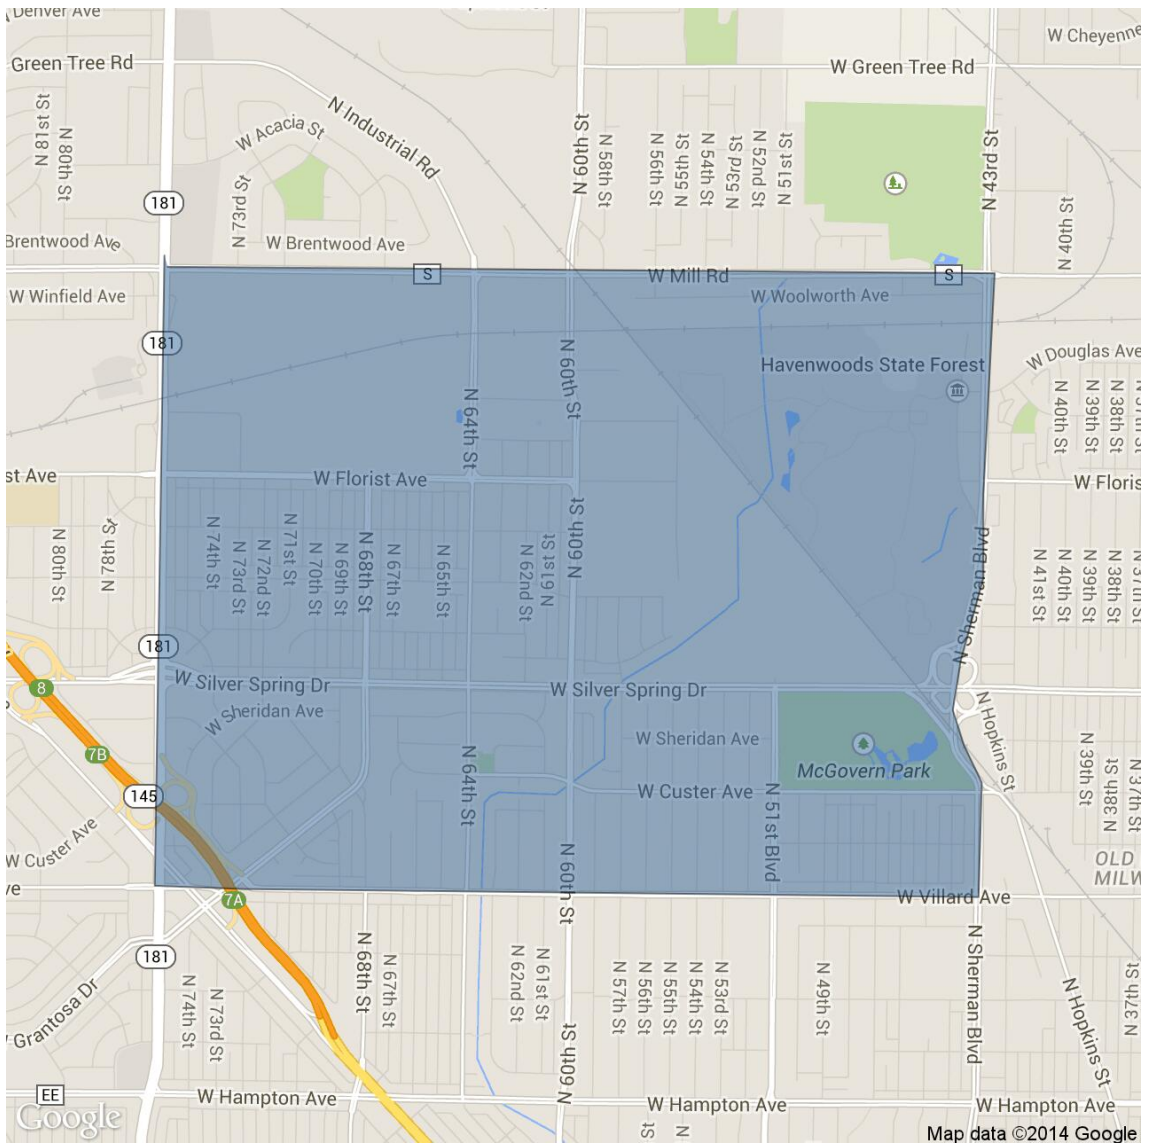 W Denver Ave
W Cheyenne
Green Tree Rd
W Green Tree Rd
N 81st St
N 80th St
W Acacia St
N Industrial Rd
N 60th St
N 58th St
N 56th St
N 55th St
N 54th St
N 53rd St
N 52nd St
N 51st St
N 43rd St
181
N 73rd St
N 40th St
Brentwood Ave
W Brentwood Ave
S
W Mill Rd
S
W Winfield Ave
W Woolworth Ave
181
N 60th St
W Douglas Ave
Havenwoods State Forest
N 64th St
N 40th St
N 39th St
N 38th St
N 37th St
st Ave
W Florist Ave
W Floris
N 80th St
N 78th St
N 74th St
N 73rd St
N 72nd St
N 71st St
N 70th St
N 69th St
N 68th St
N 67th St
N 65th St
N 62nd St
N 61st St
N 60th St
N Sherman Blvd
N 41st St
N 40th St
N 39th St
N 38th St
N 37th St
181
8
W Silver Spring Dr
W Silver Spring Dr
W Sheridan Ave
N Hopkins St
7B
W Sheridan Ave
N 64th St
McGovern Park
N 39th St
N 38th St
N 37th St
145
W Custer Ave
N 51st Blvd
W Custer Ave
OLD
MILW
ve
7A
N 60th St
W Villard Ave
181
N 68th St
N 67th St
N 62nd St
N 61st St
N 57th St
N 56th St
N 55th St
N 54th St
N 53rd St
N 49th St
N Sherman Blvd
N Hopkins St
N 37th St
Grantosa Dr
N 74th St
N 73rd St
N 60th St
EE
W Hampton Ave
W Hampton Ave
W Hampton Ave
Google
St
N
Map data ©2014 Google